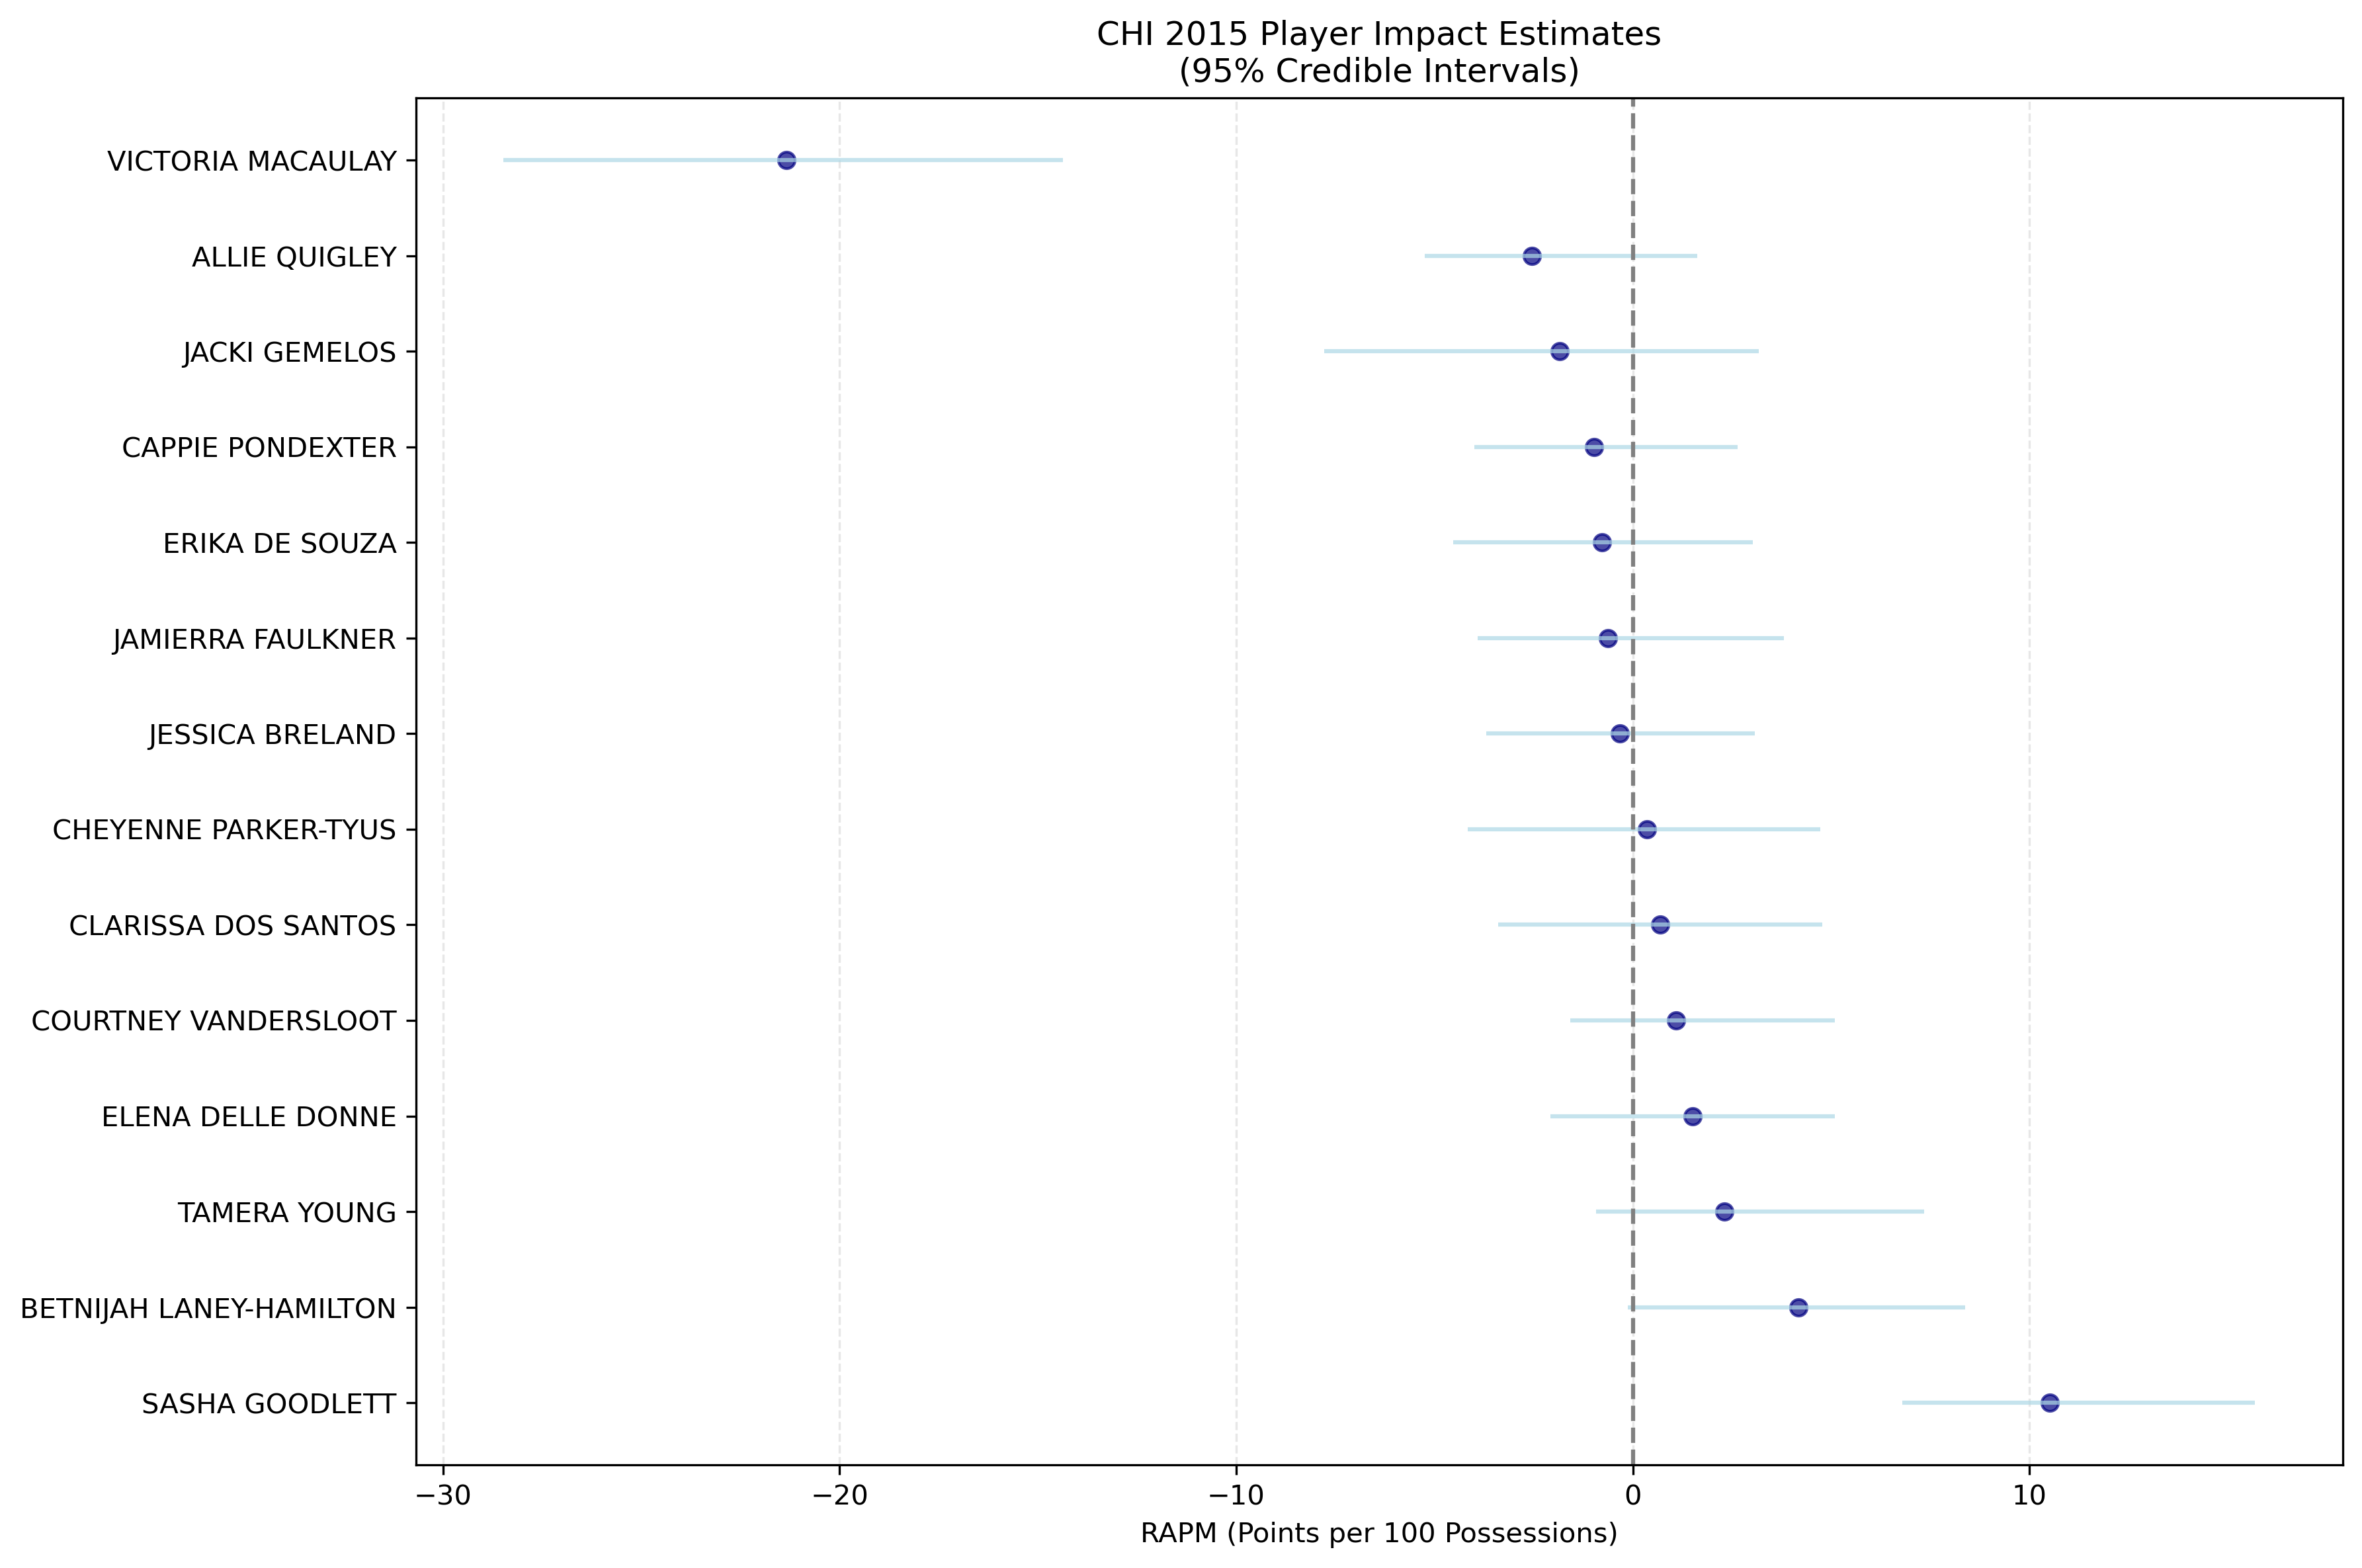 CHI 2015 Player Impact Estimates
(95% Credible Intervals)
VICTORIA MACAULAY
ALLIE QUIGLEY
JACKI GEMELOS
CAPPIE PONDEXTER
ERIKA DE SOUZA
JAMIERRA FAULKNER
JESSICA BRELAND
CHEYENNE PARKER-TYUS
CLARISSA DOS SANTOS
COURTNEY VANDERSLOOT
ELENA DELLE DONNE
TAMERA YOUNG
BETNIJAH LANEY-HAMILTON
SASHA GOODLETT
−30 −20 −10 0 10
RAPM (Points per 100 Possessions)